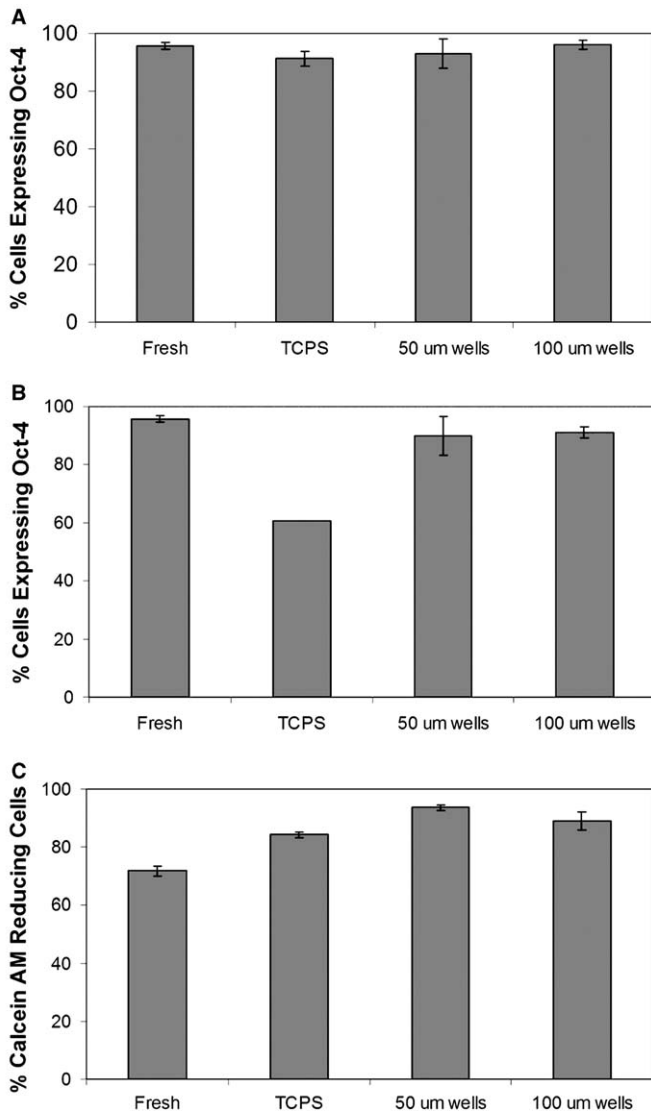 A
% Cells Expressing Oct-4
100
80
60
40
20
0
Fresh TCPS 50 um wells 100 um wells
B
% Cells Expressing Oct-4
100
80
60
40
20
0
Fresh TCPS 50 um wells 100 um wells
C
% Calcein AM Reducing Cells
100
80
60
40
20
0
Fresh TCPS 50 um wells 100 um wells